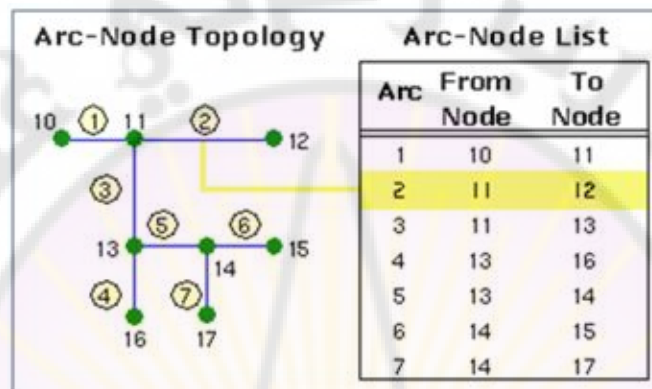 Arc-Node Topology
10 1 11 2 12
3
13 5 14 6 15
4 7
16 17
Arc-Node List
Arc From Node To Node
1 10 11
2 11 12
3 11 13
4 13 16
5 13 14
6 14 15
7 14 17